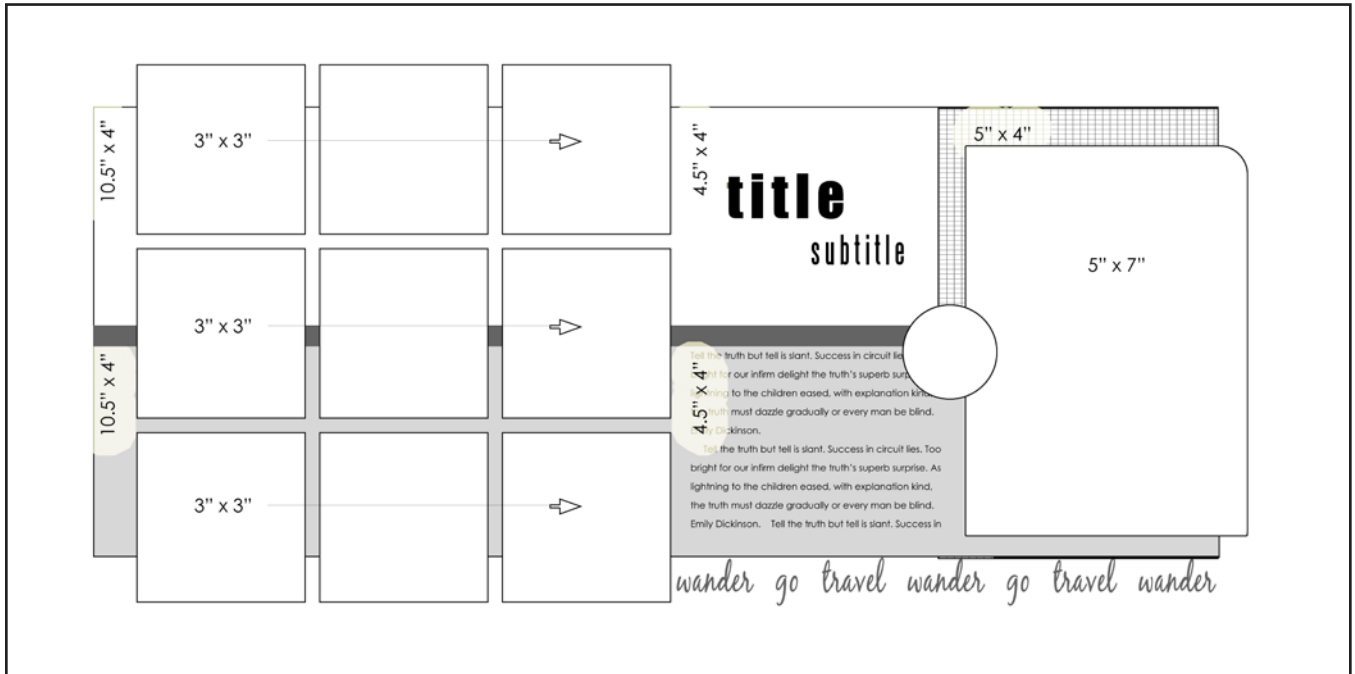 10.5” x 4”
3” x 3”
4.5” x 4”
5” x 4”
title
subtitle
5” x 7”
3” x 3”
10.5” x 4”
4.5” x 4”
Tell the truth but tell is slant. Success in circuit lies.
for our infirm delight the truth’s superb
to the children eased, with explanation kind,
truth must dazzle gradually or every man be blind.
Emily Dickinson.
Tell the truth but tell is slant. Success in circuit lies. Too
bright for our infirm delight the truth’s superb surprise. As
lightning to the children eased, with explanation kind,
the truth must dazzle gradually or every man be blind.
Emily Dickinson. Tell the truth but tell is slant. Success in
3” x 3”
wander go travel wander go travel wander